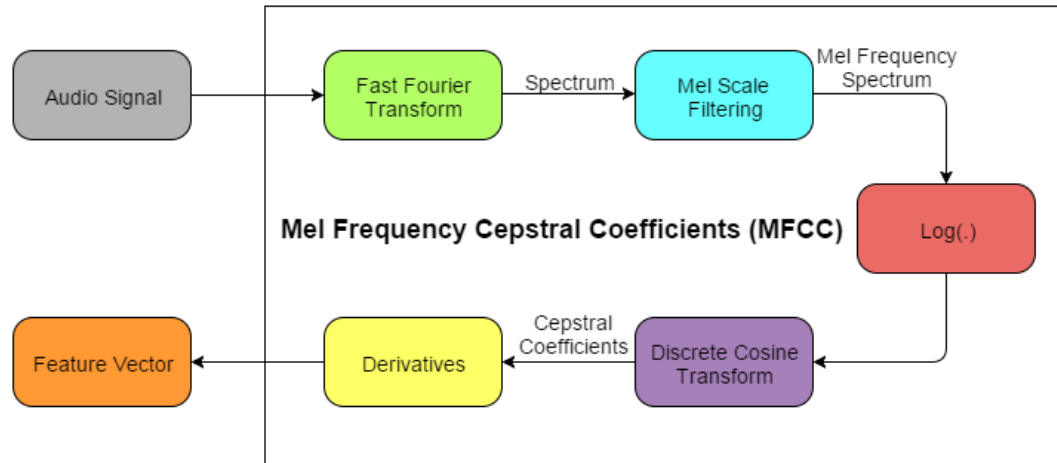 Audio Signal
Fast Fourier
Transform
Spectrum
Mel Scale
Filtering
Mel Frequency
Spectrum
Mel Frequency Cepstral Coefficients (MFCC)
Log(.)
Feature Vector
Derivatives
Cepstral
Coefficients
Discrete Cosine
Transform